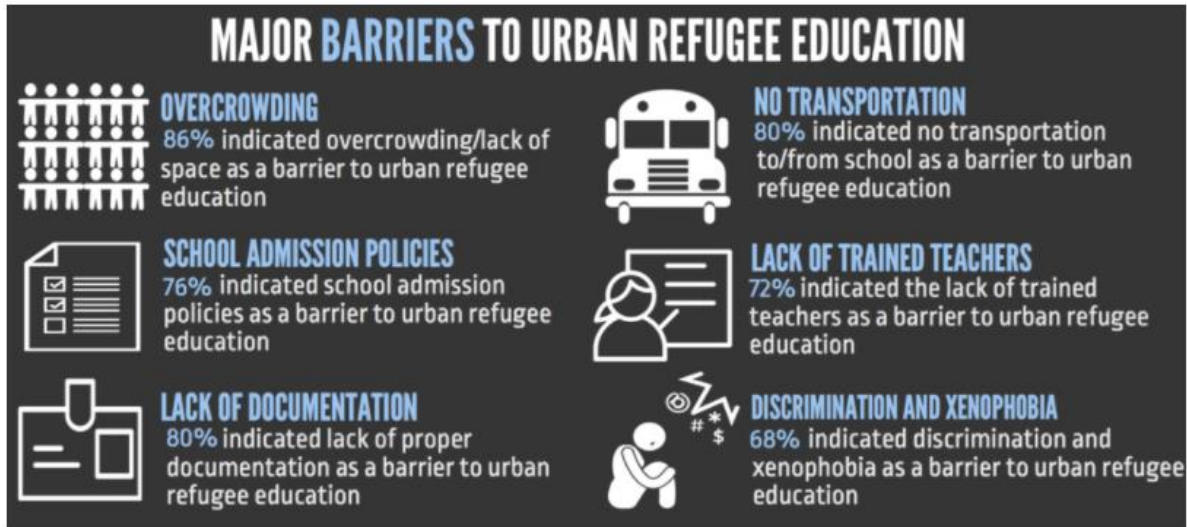 MAJOR BARRIERS TO URBAN REFUGEE EDUCATION
OVERCROWDING
86% indicated overcrowding/lack of
space as a barrier to urban refugee
education
NO TRANSPORTATION
80% indicated no transportation
to/from school as a barrier to urban
refugee education
SCHOOL ADMISSION POLICIES
76% indicated school admission
policies as a barrier to urban refugee
education
LACK OF TRAINED TEACHERS
72% indicated the lack of trained
teachers as a barrier to urban refugee
education
LACK OF DOCUMENTATION
80% indicated lack of proper
documentation as a barrier to urban
refugee education
DISCRIMINATION AND XENOPHOBIA
68% indicated discrimination and
xenophobia as a barrier to urban refugee
education